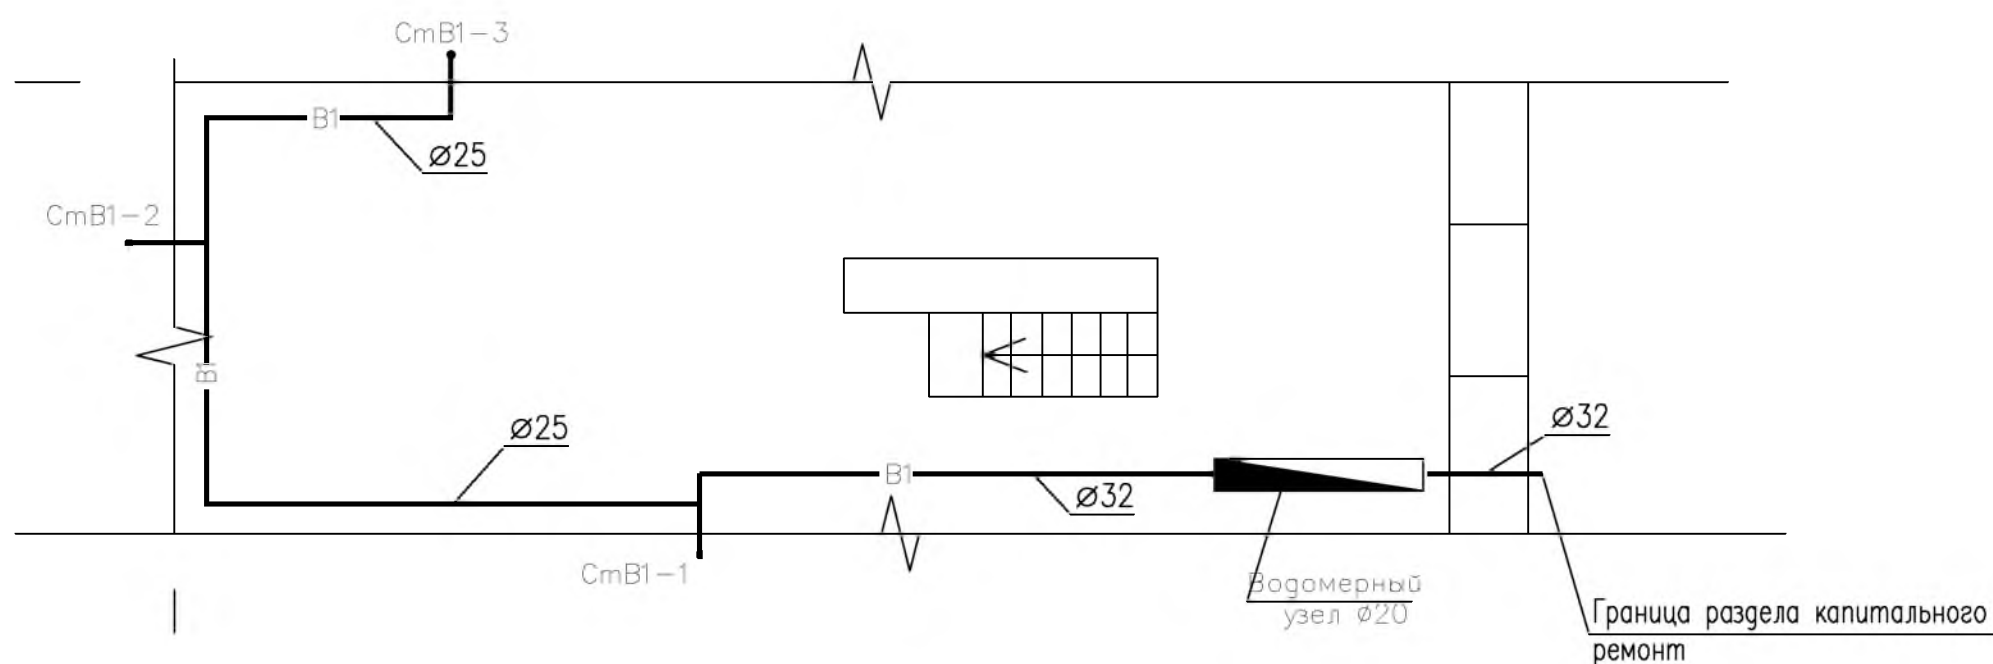 СтВ1-3
В1
Ø25
СтВ1-2
В1
Ø25
Ø32
В1
Ø32
СтВ1-1
Водомерный
узел Ø20
Граница раздела капитального
ремонт